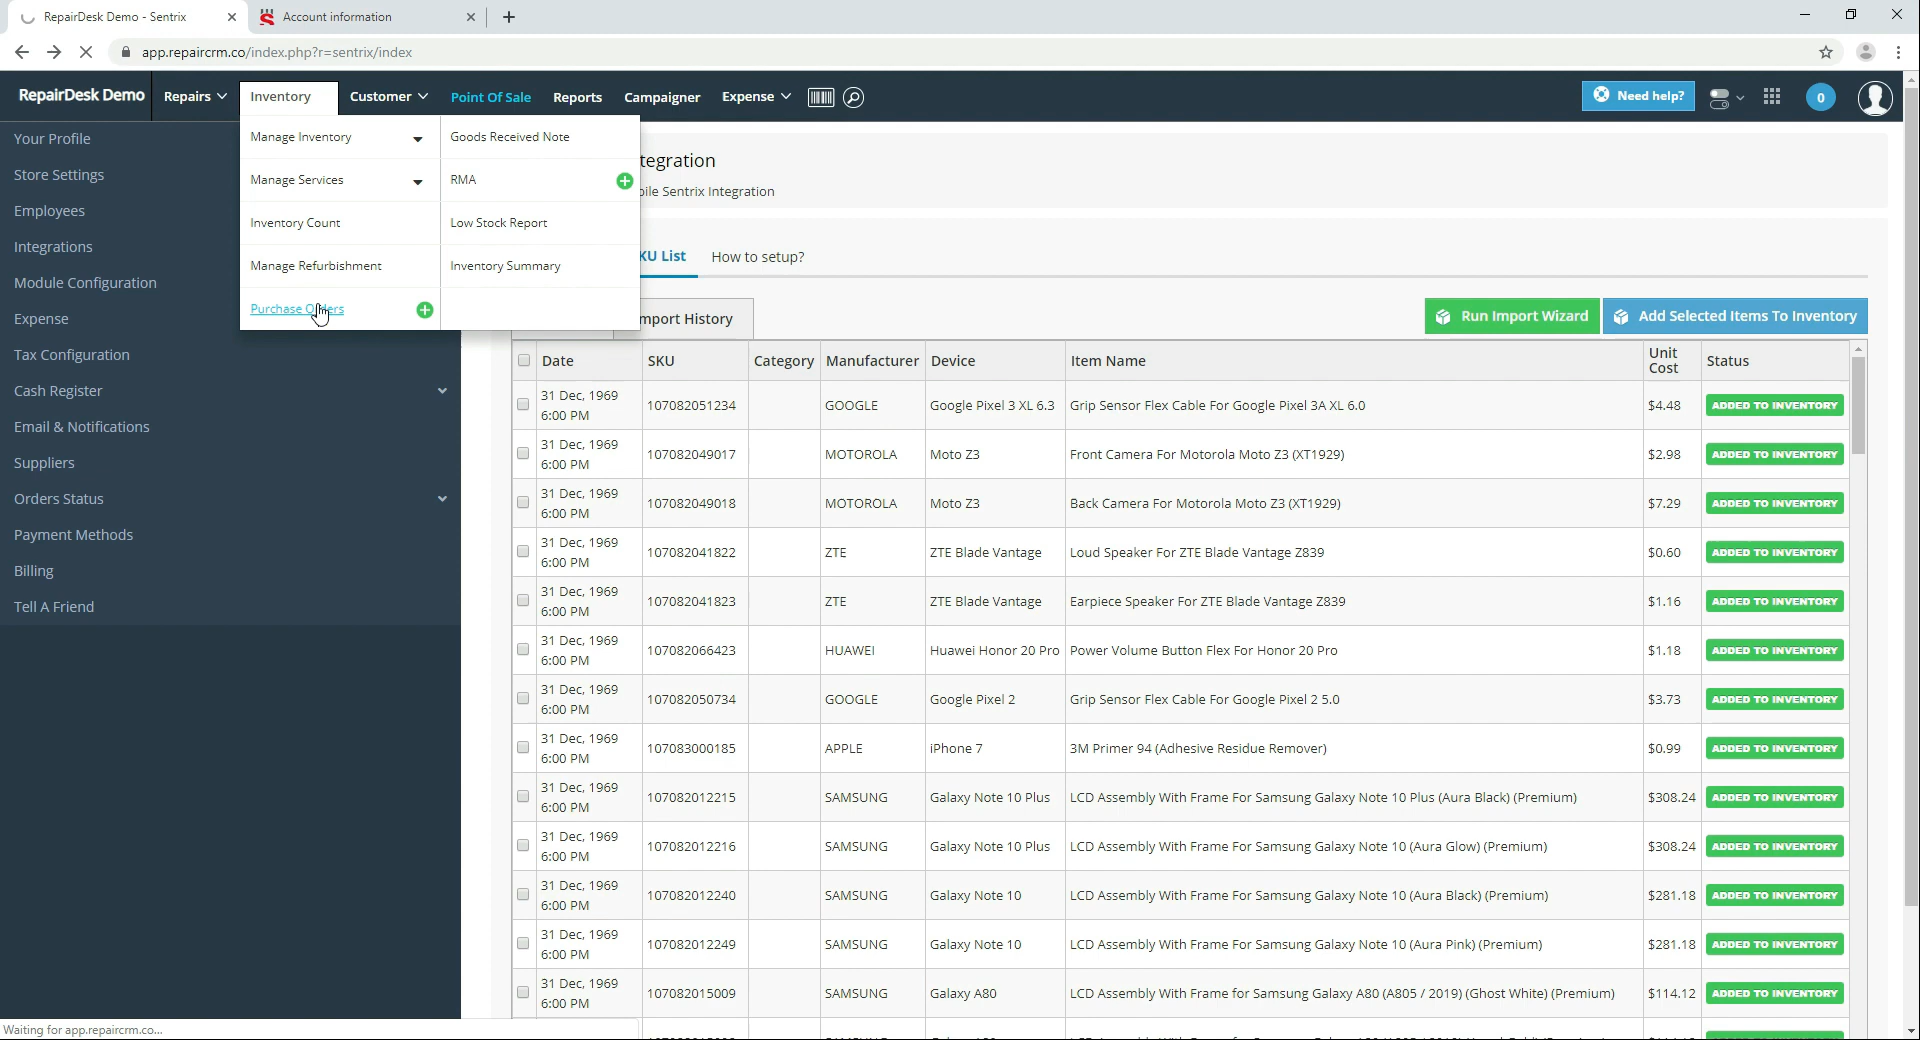 RepairDesk Demo - Sentrix
Account information
app.repaircrm.co/index.php?r=sentrix/index
RepairDesk Demo
Repairs
Inventory
Customer
Point Of Sale
Reports
Campaigner
Expense
Need help?
0
Your Profile
Store Settings
Employees
Integrations
Module Configuration
Expense
Tax Configuration
Cash Register
Email & Notifications
Suppliers
Orders Status
Payment Methods
Billing
Tell A Friend
Manage Inventory
Goods Received Note
Manage Services
RMA
Inventory Count
Low Stock Report
Manage Refurbishment
Inventory Summary
Purchase
tegration
ile Sentrix Integration
KU List
How to setup?
mport History
Run Import Wizard
Add Selected Items To Inventory
Date SKU Category Manufacturer Device Item Name Unit Cost Status
31 Dec, 1969 6:00 PM 107082051234 GOOGLE Google Pixel 3 XL 6.3 Grip Sensor Flex Cable For Google Pixel 3A XL 6.0 $4.48 ADDED TO INVENTORY
31 Dec, 1969 6:00 PM 107082049017 MOTOROLA Moto Z3 Front Camera For Motorola Moto Z3 (XT1929) $2.98 ADDED TO INVENTORY
31 Dec, 1969 6:00 PM 107082049018 MOTOROLA Moto Z3 Back Camera For Motorola Moto Z3 (XT1929) $7.29 ADDED TO INVENTORY
31 Dec, 1969 6:00 PM 107082041822 ZTE ZTE Blade Vantage Loud Speaker For ZTE Blade Vantage Z839 $0.60 ADDED TO INVENTORY
31 Dec, 1969 6:00 PM 107082041823 ZTE ZTE Blade Vantage Earpiece Speaker For ZTE Blade Vantage Z839 $1.16 ADDED TO INVENTORY
31 Dec, 1969 6:00 PM 107082066423 HUAWEI Huawei Honor 20 Pro Power Volume Button Flex For Honor 20 Pro $1.18 ADDED TO INVENTORY
31 Dec, 1969 6:00 PM 107082050734 GOOGLE Google Pixel 2 Grip Sensor Flex Cable For Google Pixel 2 5.0 $3.73 ADDED TO INVENTORY
31 Dec, 1969 6:00 PM 107083000185 APPLE iPhone 7 3M Primer 94 (Adhesive Residue Remover) $0.99 ADDED TO INVENTORY
31 Dec, 1969 6:00 PM 107082012215 SAMSUNG Galaxy Note 10 Plus LCD Assembly With Frame For Samsung Galaxy Note 10 Plus (Aura Black) (Premium) $308.24 ADDED TO INVENTORY
31 Dec, 1969 6:00 PM 107082012216 SAMSUNG Galaxy Note 10 Plus LCD Assembly With Frame For Samsung Galaxy Note 10 (Aura Glow) (Premium) $308.24 ADDED TO INVENTORY
31 Dec, 1969 6:00 PM 107082012240 SAMSUNG Galaxy Note 10 LCD Assembly With Frame For Samsung Galaxy Note 10 (Aura Black) (Premium) $281.18 ADDED TO INVENTORY
31 Dec, 1969 6:00 PM 107082012249 SAMSUNG Galaxy Note 10 LCD Assembly With Frame For Samsung Galaxy Note 10 (Aura Pink) (Premium) $281.18 ADDED TO INVENTORY
31 Dec, 1969 6:00 PM 107082015009 SAMSUNG Galaxy A80 LCD Assembly With Frame for Samsung Galaxy A80 (A805 / 2019) (Ghost White) (Premium) $114.12 ADDED TO INVENTORY
Waiting for app.repaircrm.co...